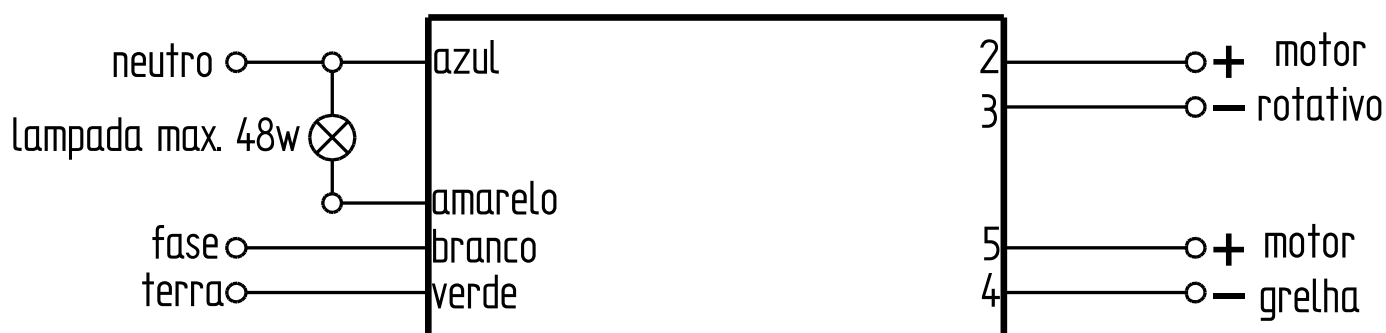 neutro azul 2 + motor
3 - rotativo
lampada max. 48w
amarelo
fase branco 5 + motor
terra verde 4 - grelha